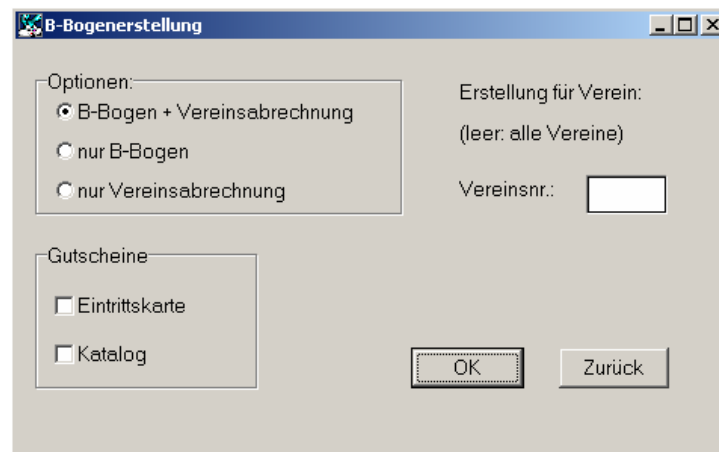 B-Bogenerstellung
Optionen:
B-Bogen + Vereinsabrechnung
nur B-Bogen
nur Vereinsabrechnung
Erstellung für Verein:
(leer: alle Vereine)
Vereinsnr.:
Gutscheine
Eintrittskarte
Katalog
OK
Zurück